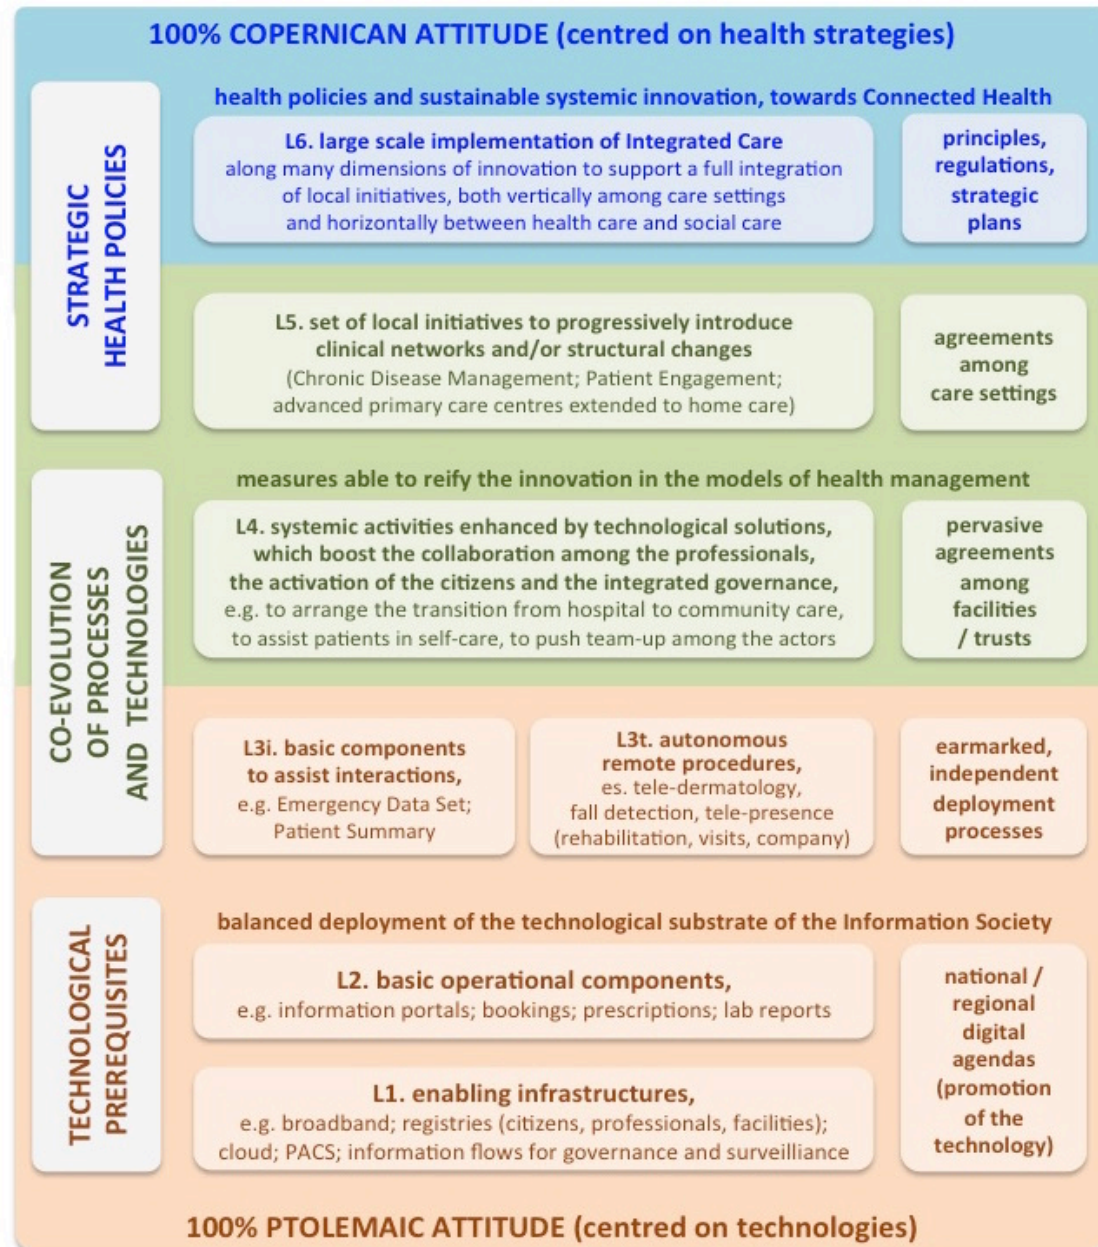 100% COPERNICAN ATTITUDE (centred on health strategies)
STRATEGIC
HEALTH POLICIES
health policies and sustainable systemic innovation, towards Connected Health
L6. large scale implementation of Integrated Care
along many dimensions of innovation to support a full integration
of local initiatives, both vertically among care settings
and horizontally between health care and social care
principles,
regulations,
strategic
plans
L5. set of local initiatives to progressively introduce
clinical networks and/or structural changes
(Chronic Disease Management; Patient Engagement;
advanced primary care centres extended to home care)
agreements
among
care settings
CO-EVOLUTION
OF PROCESSES
AND TECHNOLOGIES
measures able to reify the innovation in the models of health management
L4. systemic activities enhanced by technological solutions,
which boost the collaboration among the professionals,
the activation of the citizens and the integrated governance,
e.g. to arrange the transition from hospital to community care,
to assist patients in self-care, to push team-up among the actors
pervasive
agreements
among
facilities
/ trusts
L3i. basic components
to assist interactions,
e.g. Emergency Data Set;
Patient Summary
L3t. autonomous
remote procedures,
es. tele-dermatology,
fall detection, tele-presence
(rehabilitation, visits, company)
earmarked,
independent
deployment
processes
TECHNOLOGICAL
PREREQUISITES
balanced deployment of the technological substrate of the Information Society
L2. basic operational components,
e.g. information portals; bookings; prescriptions; lab reports
L1. enabling infrastructures,
e.g. broadband; registries (citizens, professionals, facilities);
cloud; PACS; information flows for governance and surveilliance
national /
regional
digital
agendas
(promotion
of the
technology)
100% PTOLEMAIC ATTITUDE (centred on technologies)